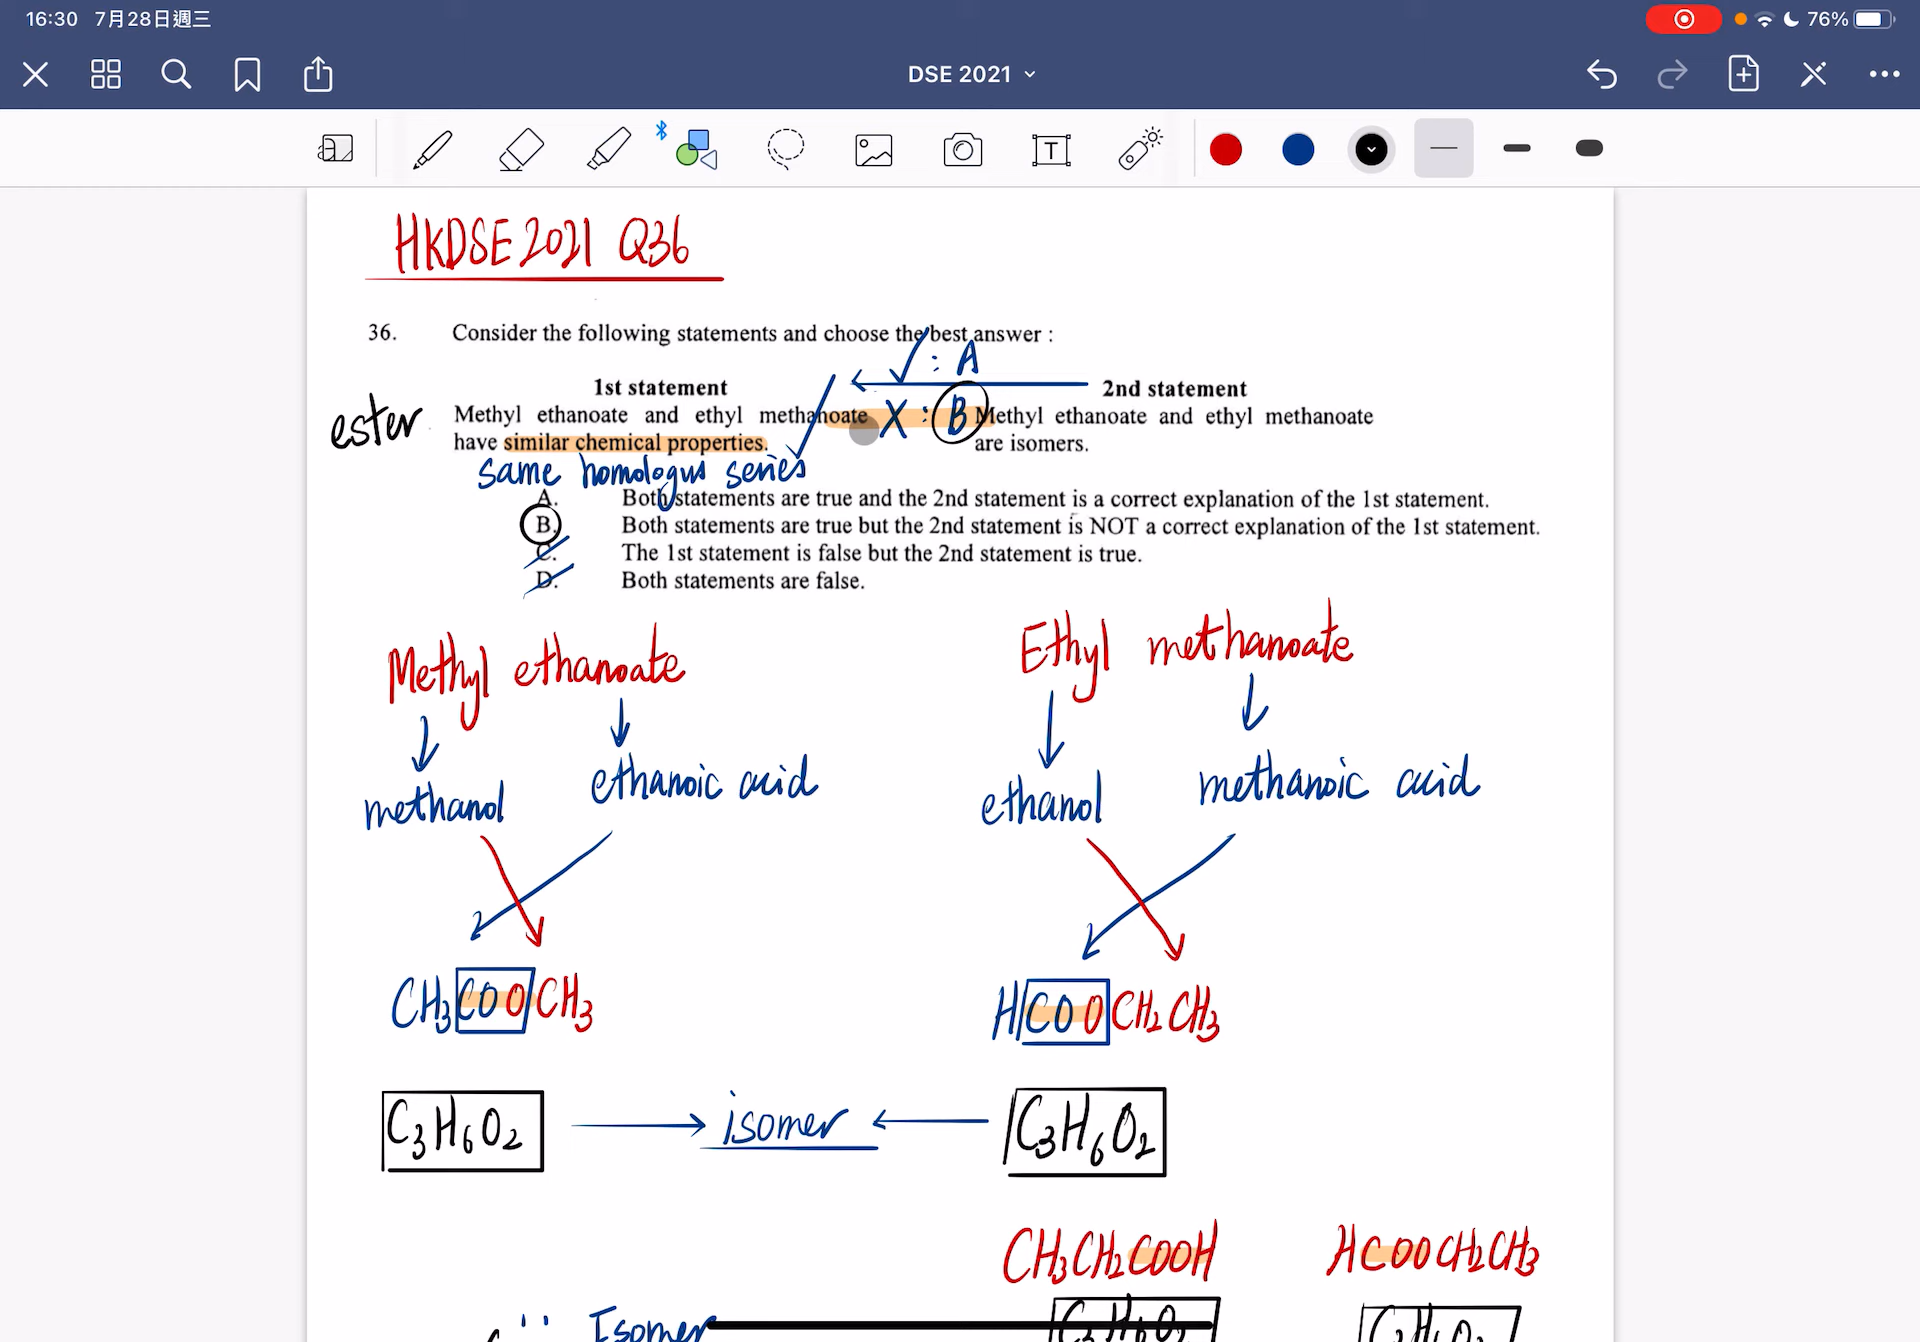 16:30 7月28日週三
76%
DSE 2021
HKDSE 2021 Q36
36. Consider the following statements and choose the best answer :
✓ : A
1st statement 2nd statement
ester Methyl ethanoate and ethyl methanoate X : B Methyl ethanoate and ethyl methanoate
have similar chemical properties. are isomers.
same homologus series
A. Both statements are true and the 2nd statement is a correct explanation of the 1st statement.
B. Both statements are true but the 2nd statement is NOT a correct explanation of the 1st statement.
C. The 1st statement is false but the 2nd statement is true.
D. Both statements are false.
Methyl ethanoate Ethyl methanoate
methanol ethanoic acid ethanol methanoic acid
CH₃COOCH₃ HCOOCH₂CH₃
C₃H₆O₂ isomer C₃H₆O₂
CH₃CH₂COOH HCOOCH₂CH₃
Isomer C₃H₆O₂ C₃H₆O₂